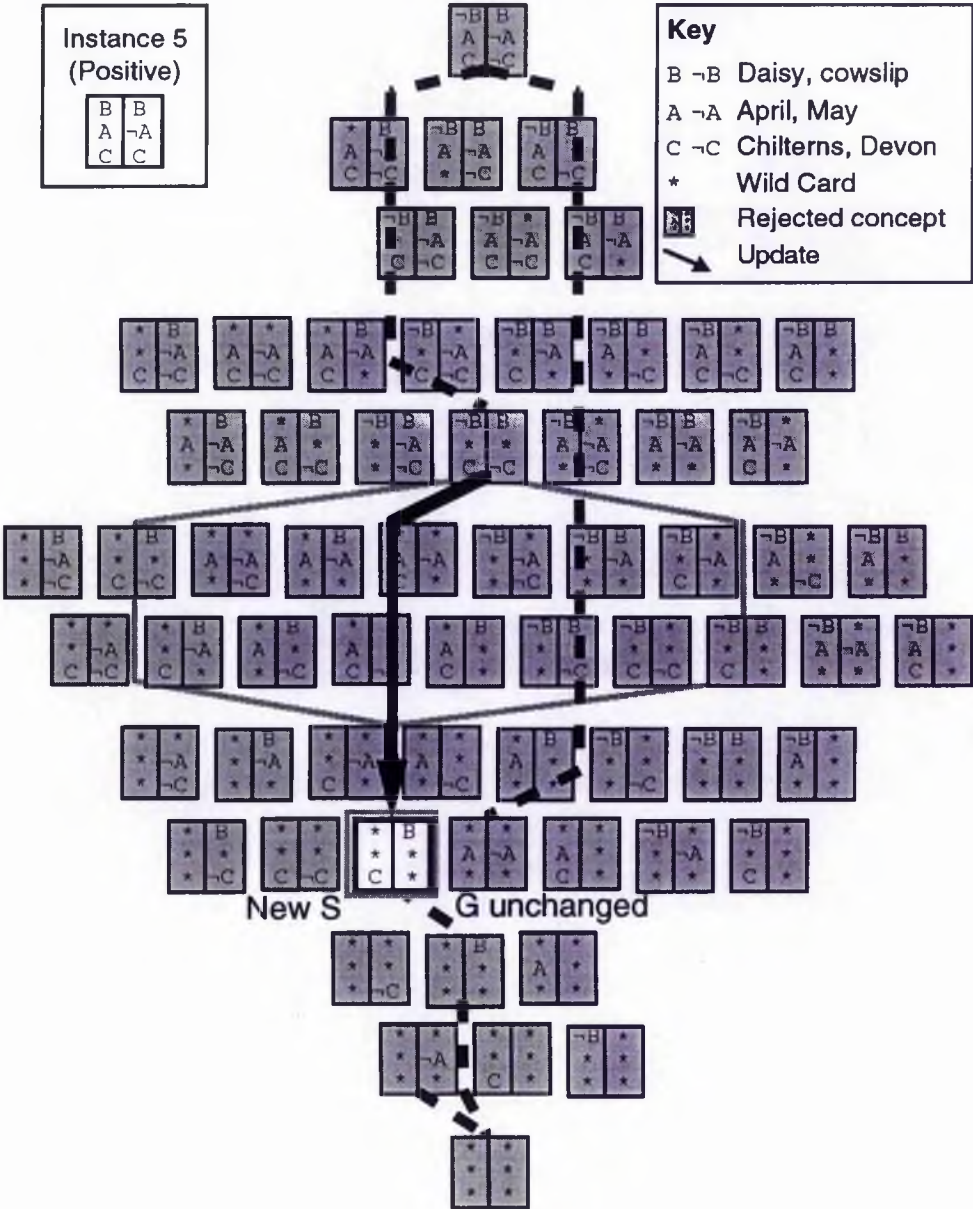 Instance 5
(Positive)
B B
A ¬A
C C
Key
B ¬B Daisy, cowslip
A ¬A April, May
C ¬C Chilterns, Devon
* Wild Card
Rejected concept
Update
¬B B
A ¬A
C ¬C
* B ¬B B ¬B B
A A ¬A A
C ¬C * ¬C C ¬C
¬B B ¬B * ¬B B
¬A A ¬A A ¬A
C ¬C C ¬C C *
* B * * * B ¬B * ¬B B ¬B B ¬B B ¬B B
* ¬A A ¬A A ¬A * ¬A * ¬A A ¬A A * A *
C ¬C C ¬C * C ¬C C * * ¬C C ¬C C *
* B * B ¬B B ¬B B ¬B * ¬B B ¬B *
A ¬A A * * ¬A * * A ¬A A * A ¬A
* ¬C C ¬C * ¬C C ¬C * ¬C * ¬C C *
* B * B * * * B * ¬B * ¬B B ¬B * ¬B * ¬B B
* ¬A * * A ¬A A ¬A ¬A * ¬A * ¬A * ¬A A * A *
* ¬C C ¬C * ¬C * * C * ¬C * * C * * ¬C * *
* * * B * B * * * B ¬B B ¬B * ¬B B ¬B * ¬B *
* ¬A * ¬A A * A A * * * * * * * A ¬A A *
C ¬C C * * ¬C C ¬C C * * ¬C C ¬C C * * * C *
* * * B * * * * * B ¬B * ¬B B ¬B *
* ¬A * ¬A * ¬A A * A * * * * * A *
* ¬C * * C * * ¬C * * * ¬C * * * *
* B * * * B * * * * ¬B * ¬B *
* * * * * * A ¬A A * * ¬A * *
* ¬C C ¬C C * * * C * * * C *
New S G unchanged
* * * B * *
* * * * A *
* ¬C * * * *
* * * * ¬B *
* ¬A * * * *
* * C * * *
* *
* *
* *